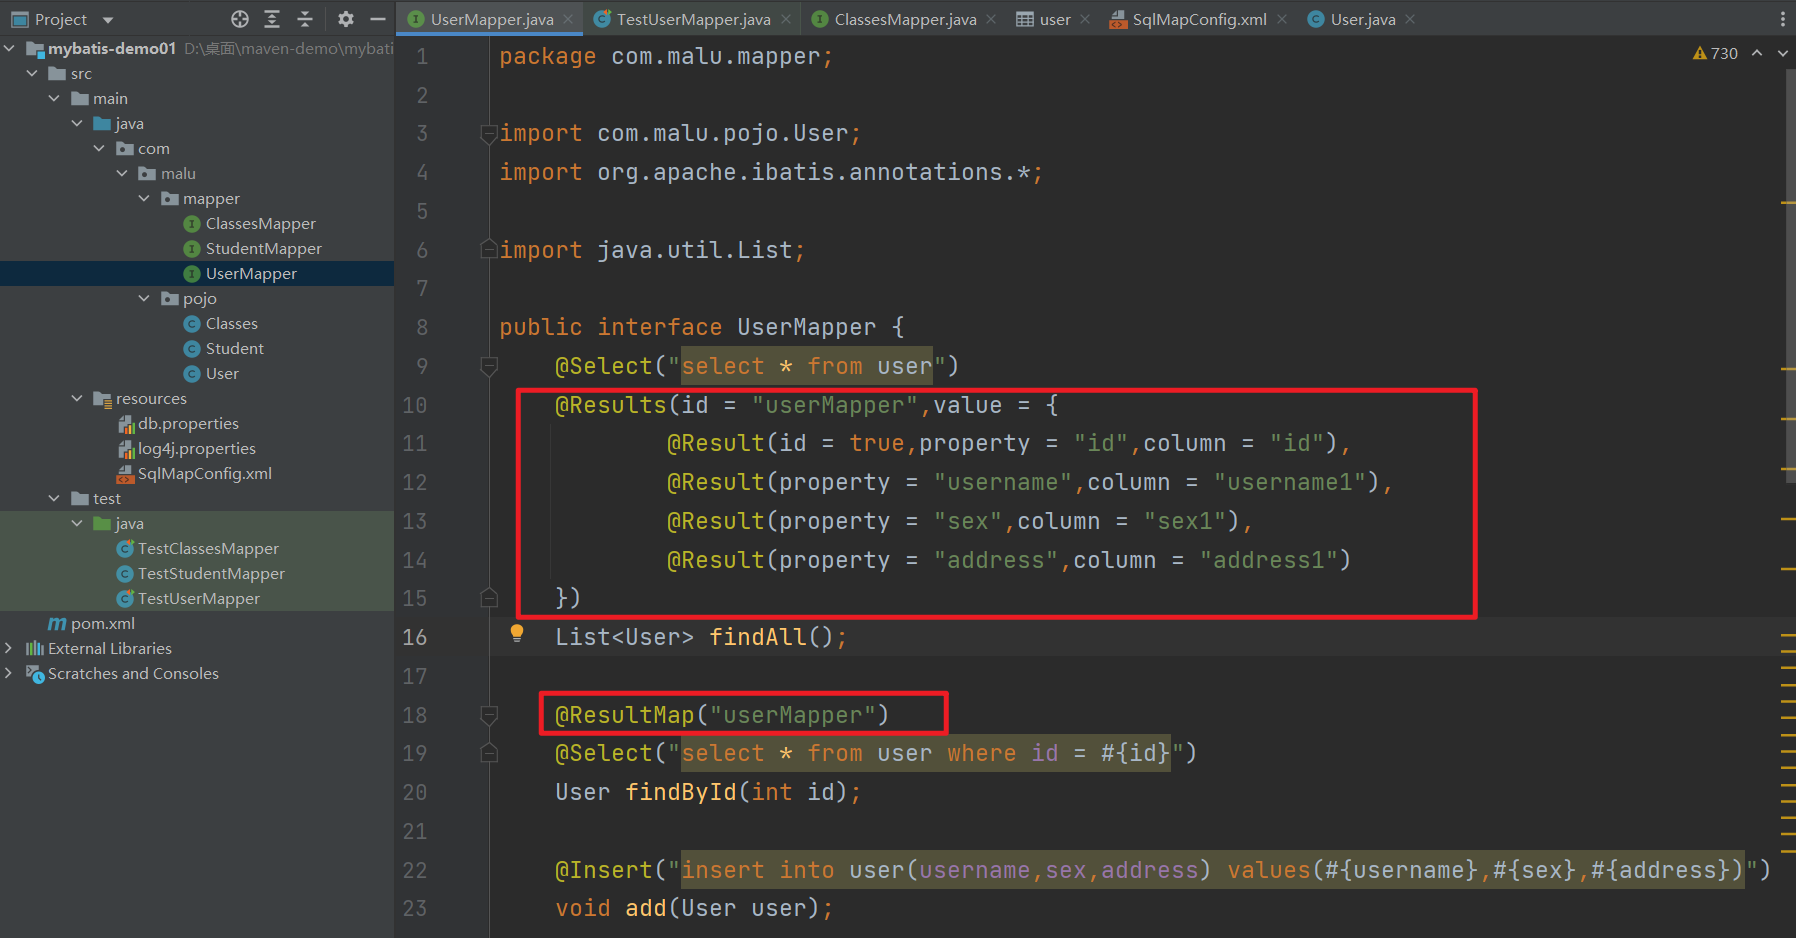 Project
UserMapper.java
TestUserMapper.java
ClassesMapper.java
user
SqlMapConfig.xml
User.java
mybatis-demo01 D:\桌面\maven-demo\mybati
src
main
java
com
malu
mapper
ClassesMapper
StudentMapper
UserMapper
pojo
Classes
Student
User
resources
db.properties
log4j.properties
SqlMapConfig.xml
test
java
TestClassesMapper
TestStudentMapper
TestUserMapper
pom.xml
External Libraries
Scratches and Consoles
730
1 package com.malu.mapper;
2
3 import com.malu.pojo.User;
4 import org.apache.ibatis.annotations.*;
5
6 import java.util.List;
7
8 public interface UserMapper {
9 @Select("select * from user")
10 @Results(id = "userMapper",value = {
11 @Result(id = true,property = "id",column = "id"),
12 @Result(property = "username",column = "username1"),
13 @Result(property = "sex",column = "sex1"),
14 @Result(property = "address",column = "address1")
15 })
16 List<User> findAll();
17
18 @ResultMap("userMapper")
19 @Select("select * from user where id = #{id}")
20 User findById(int id);
21
22 @Insert("insert into user(username,sex,address) values(#{username},#{sex},#{address})")
23 void add(User user);